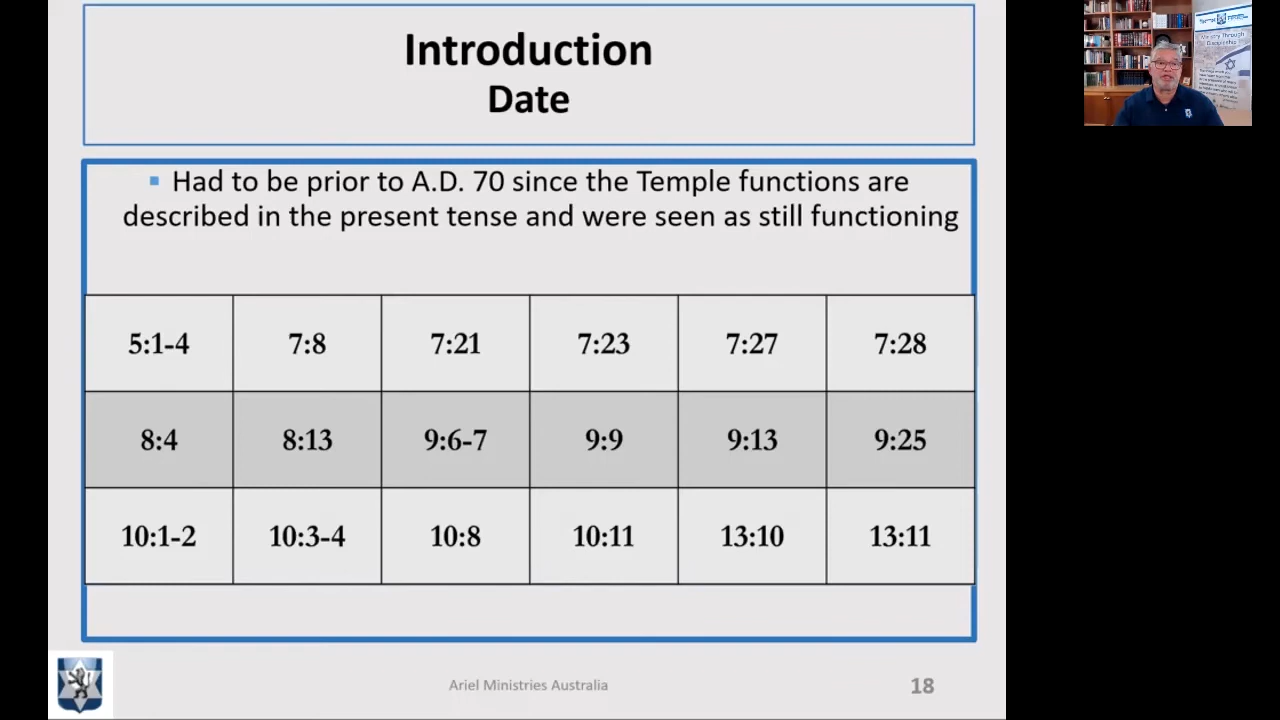 Introduction
Date
Had to be prior to A.D. 70 since the Temple functions are
described in the present tense and were seen as still functioning
5:1-4 7:8 7:21 7:23 7:27 7:28
8:4 8:13 9:6-7 9:9 9:13 9:25
10:1-2 10:3-4 10:8 10:11 13:10 13:11
Ariel Ministries Australia
18
Ministry Through
Discipleship